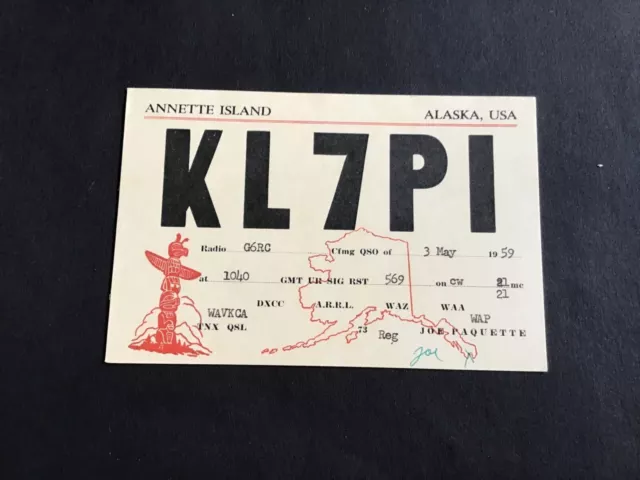 ANNETTE ISLAND ALASKA, USA
KL7PI
Radio G6RC Cfmg QSO of 3 May 1959
at 1040 GMT UR SIG RST 569 on cw 21 mc
21
DXCC A.R.R.L. WAZ WAA
WAVKCA WAP
TNX QSL 73 Reg JOE PAQUETTE
Joe